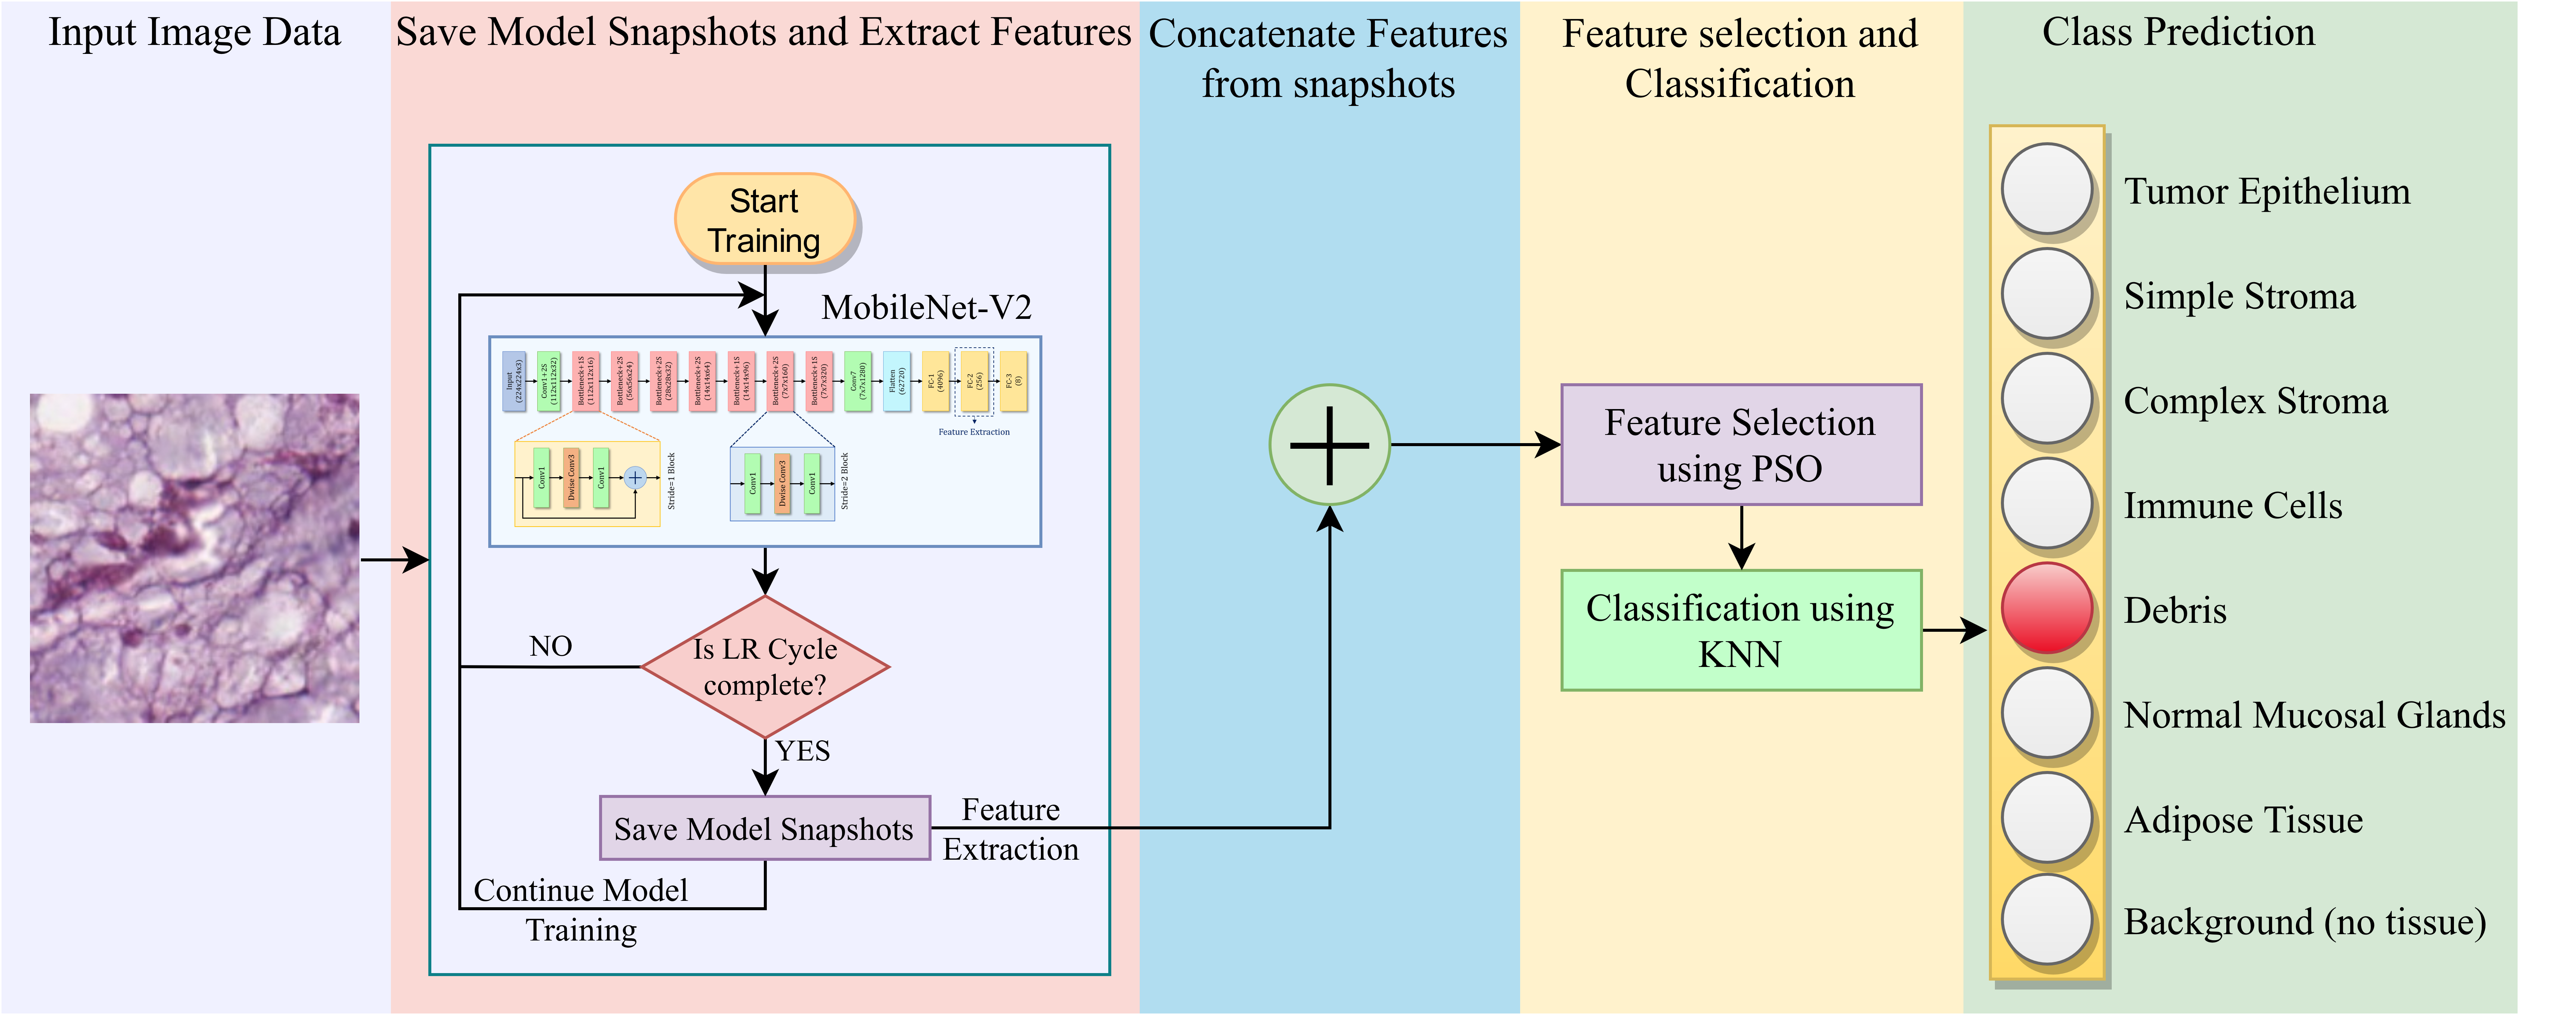 Input Image Data
Save Model Snapshots and Extract Features
Concatenate Features
from snapshots
Feature selection and
Classification
Class Prediction
Start
Training
MobileNet-V2
Input
(224x224x3)
Conv1+2S
(112x112x32)
Bottleneck+1S
(112x112x16)
Bottleneck+2S
(56x56x24)
Bottleneck+2S
(28x28x32)
Bottleneck+2S
(14x14x64)
Bottleneck+1S
(14x14x96)
Bottleneck+2S
(7x7x160)
Bottleneck+1S
(7x7x320)
Conv7
(7x7x1280)
Flatten
(62720)
FC-1
(4096)
FC-2
(256)
FC-3
(8)
Feature Extraction
Conv1
Dwise Conv3
Conv1
Stride=1 Block
Conv1
Dwise Conv3
Conv1
Stride=2 Block
Is LR Cycle
complete?
NO
YES
Save Model Snapshots
Feature
Extraction
Continue Model
Training
Feature Selection
using PSO
Classification using
KNN
Tumor Epithelium
Simple Stroma
Complex Stroma
Immune Cells
Debris
Normal Mucosal Glands
Adipose Tissue
Background (no tissue)